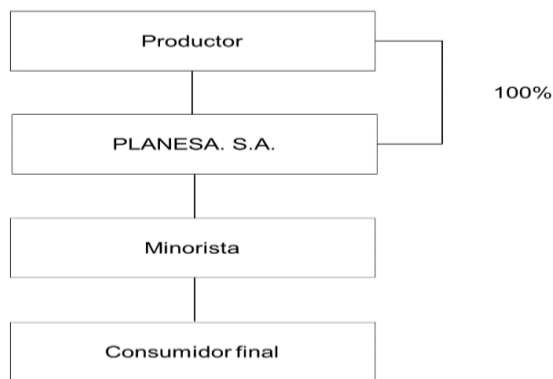 Productor
100%
PLANESA. S.A.
Minorista
Consumidor final